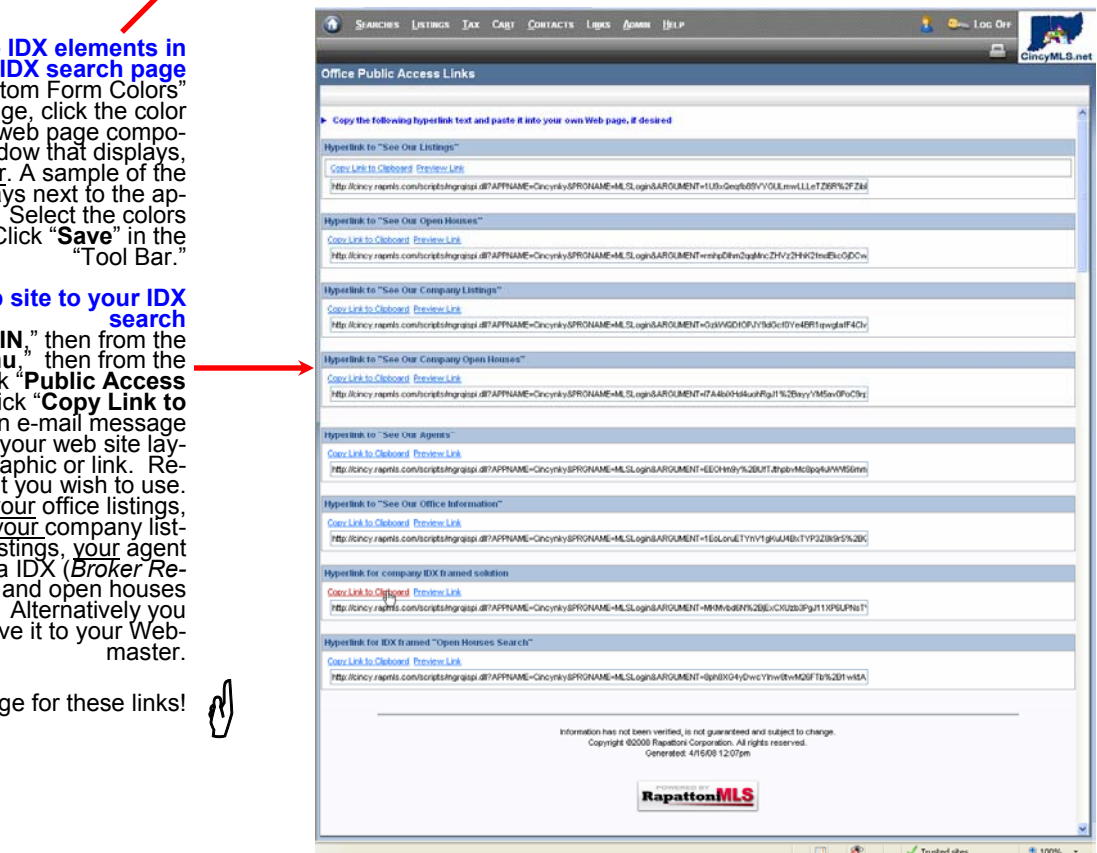 IDX elements in
IDX search page
tom Form Colors”
ge, click the color
web page compo-
dow that displays,
r. A sample of the
ys next to the ap-
Select the colors
Click “Save” in the
“Tool Bar.”
site to your IDX
search
IN,” then from the
u,” then from the
k “Public Access
ick “Copy Link to
n e-mail message
your web site lay-
aphic or link. Re-
t you wish to use.
your office listings,
your company list-
stings, your agent
a IDX (Broker Re-
and open houses
Alternatively you
ve it to your Web-
master.
ge for these links!
Searches Listings Tax Cart Contacts Links Admin Help Log Off
CincyMLS.net
Office Public Access Links
Copy the following hyperlink text and paste it into your own Web page, if desired
Hyperlink to "See Our Listings"
Copy Link to Clipboard Preview Link
Hyperlink to "See Our Open Houses"
Copy Link to Clipboard Preview Link
Hyperlink to "See Our Company Listings"
Copy Link to Clipboard Preview Link
Hyperlink to "See Our Company Open Houses"
Copy Link to Clipboard Preview Link
Hyperlink to "See Our Agents"
Copy Link to Clipboard Preview Link
Hyperlink to "See Our Office Information"
Copy Link to Clipboard Preview Link
Hyperlink for company IDX framed solution
Copy Link to Clipboard Preview Link
Hyperlink for IDX framed "Open Houses Search"
Copy Link to Clipboard Preview Link
Information has not been verified, is not guaranteed and subject to change.
Copyright ©2008 Rapattoni Corporation. All rights reserved.
Generated: 4/16/08 12:07pm
POWERED BY
RapattoniMLS
Trusted sites 100%